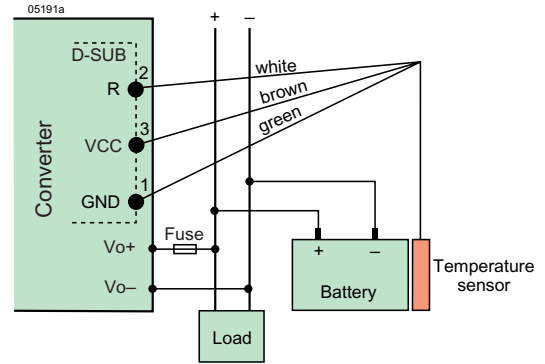 05191a
+ –
D-SUB
2
R
white
brown
3
VCC
green
1
GND
Converter
Vo+
Fuse
Vo–
+ –
Battery
Temperature
sensor
Load